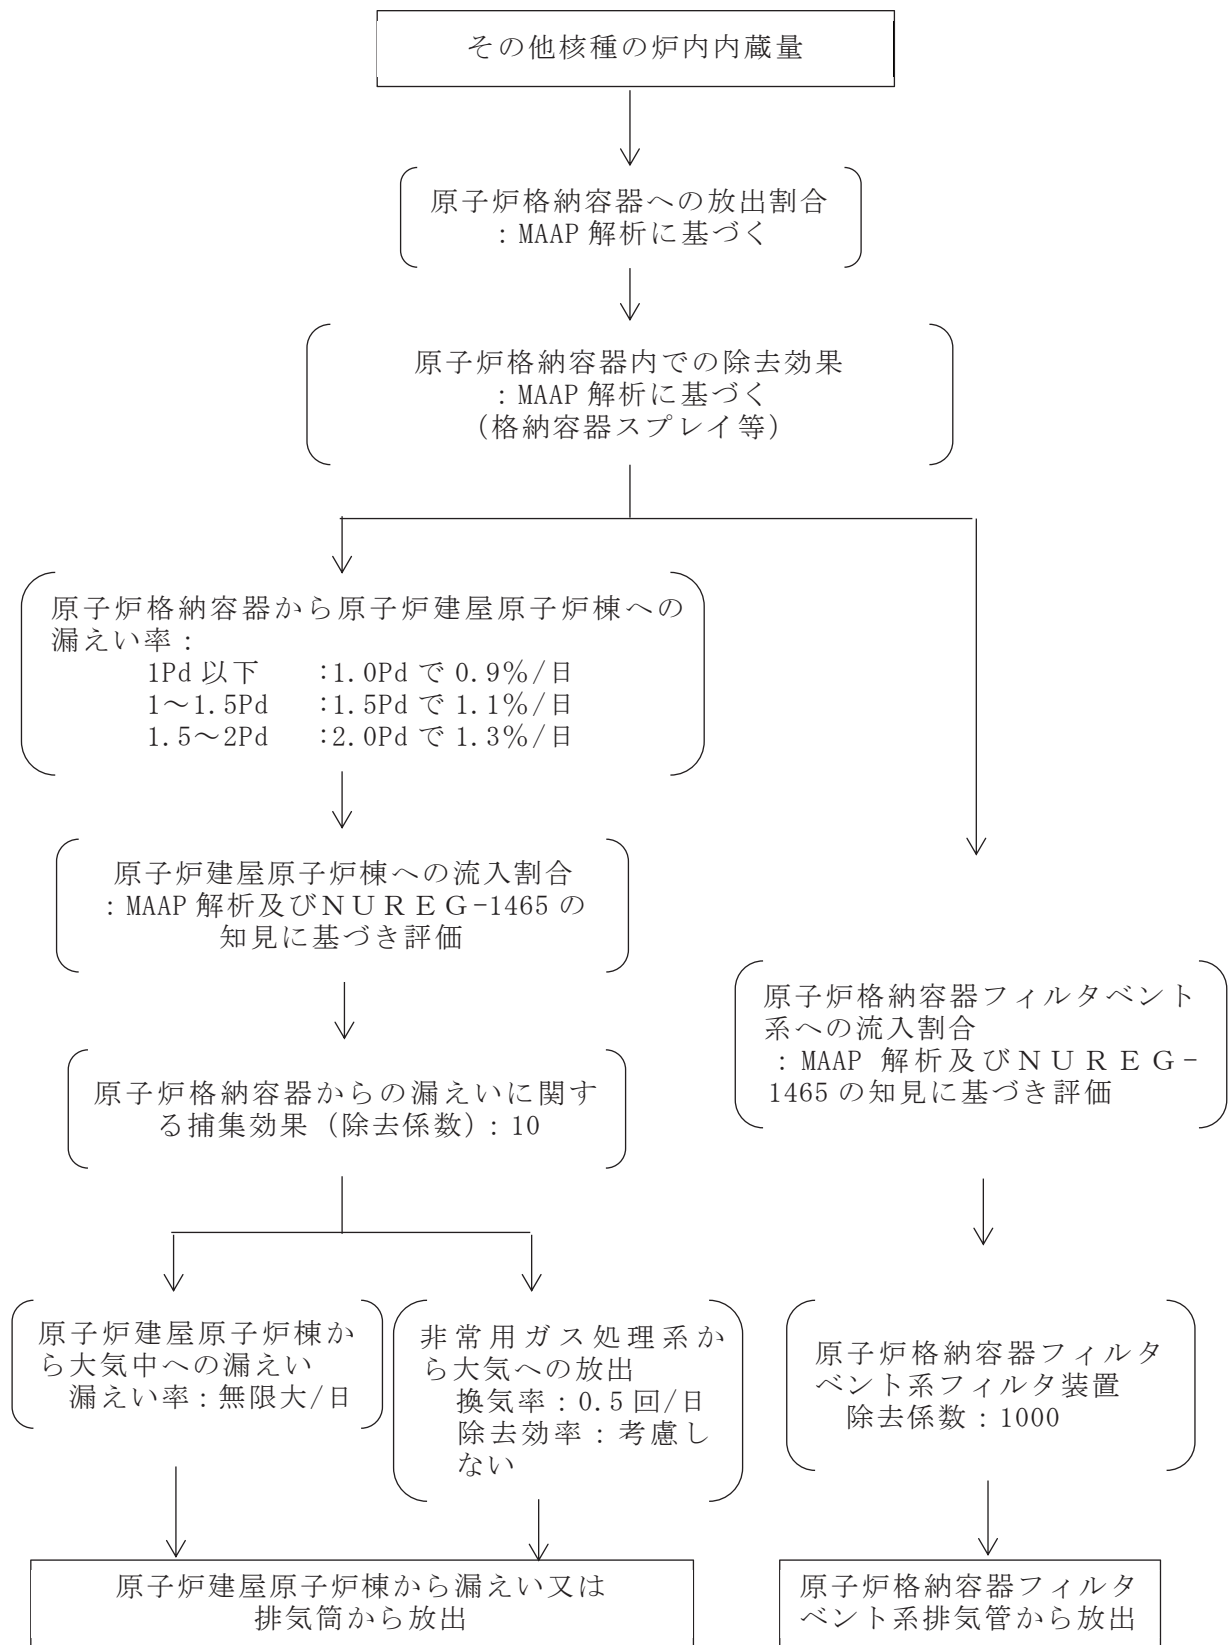 その他核種の炉内内蔵量
原子炉格納容器への放出割合
：MAAP 解析に基づく
原子炉格納容器内での除去効果
：MAAP 解析に基づく
（格納容器スプレイ等）
原子炉格納容器から原子炉建屋原子炉棟への
漏えい率：
1Pd 以下　：1.0Pd で 0.9％/日
1～1.5Pd　：1.5Pd で 1.1％/日
1.5～2Pd　：2.0Pd で 1.3％/日
原子炉建屋原子炉棟への流入割合
：MAAP 解析及びＮＵＲＥＧ-1465 の
知見に基づき評価
原子炉格納容器からの漏えいに関す
る捕集効果（除去係数）：10
原子炉格納容器フィルタベント
系への流入割合
：MAAP 解析及びＮＵＲＥＧ-
1465 の知見に基づき評価
原子炉建屋原子炉棟か
ら大気中への漏えい
漏えい率：無限大/日
非常用ガス処理系か
ら大気への放出
換気率：0.5 回/日
除去効率：考慮し
ない
原子炉格納容器フィルタ
ベント系フィルタ装置
除去係数：1000
原子炉建屋原子炉棟から漏えい又は
排気筒から放出
原子炉格納容器フィルタ
ベント系排気管から放出